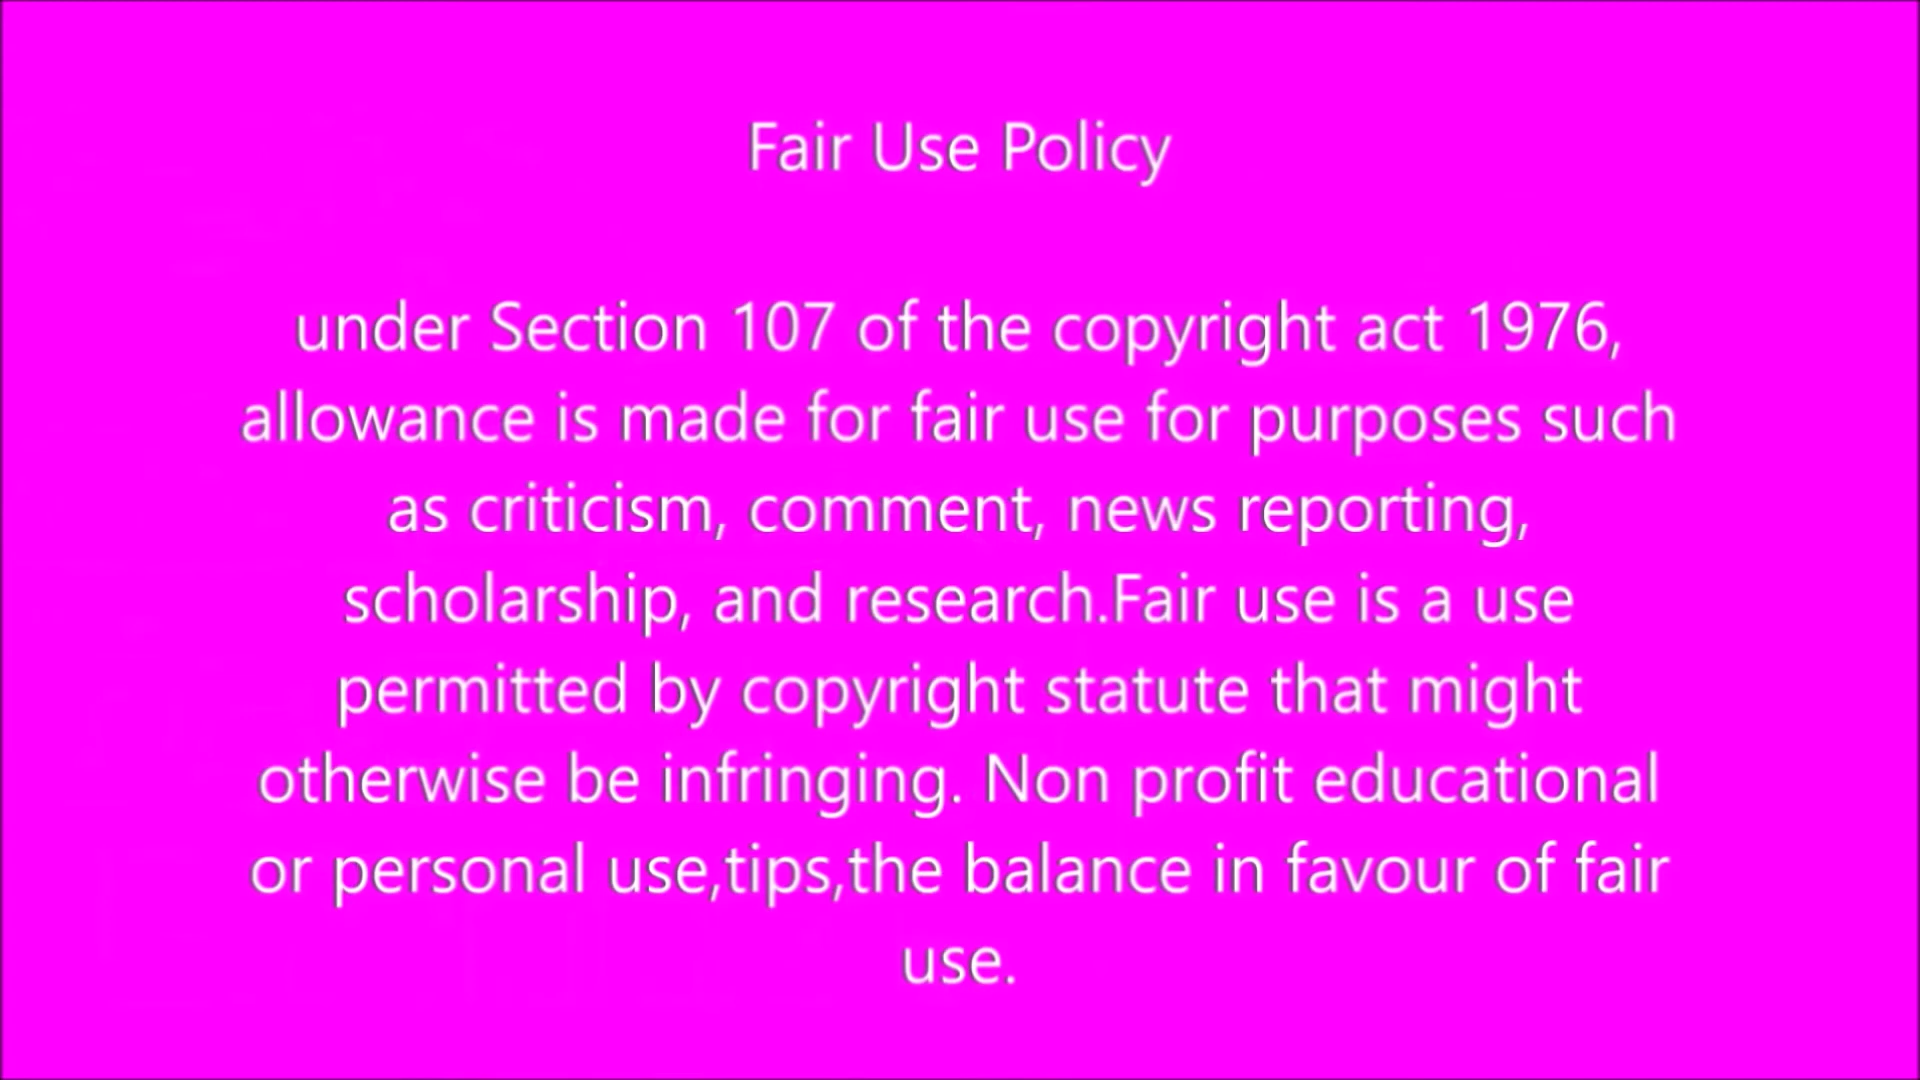 Fair Use Policy
under Section 107 of the copyright act 1976,
allowance is made for fair use for purposes such
as criticism, comment, news reporting,
scholarship, and research.Fair use is a use
permitted by copyright statute that might
otherwise be infringing. Non profit educational
or personal use,tips,the balance in favour of fair
use.